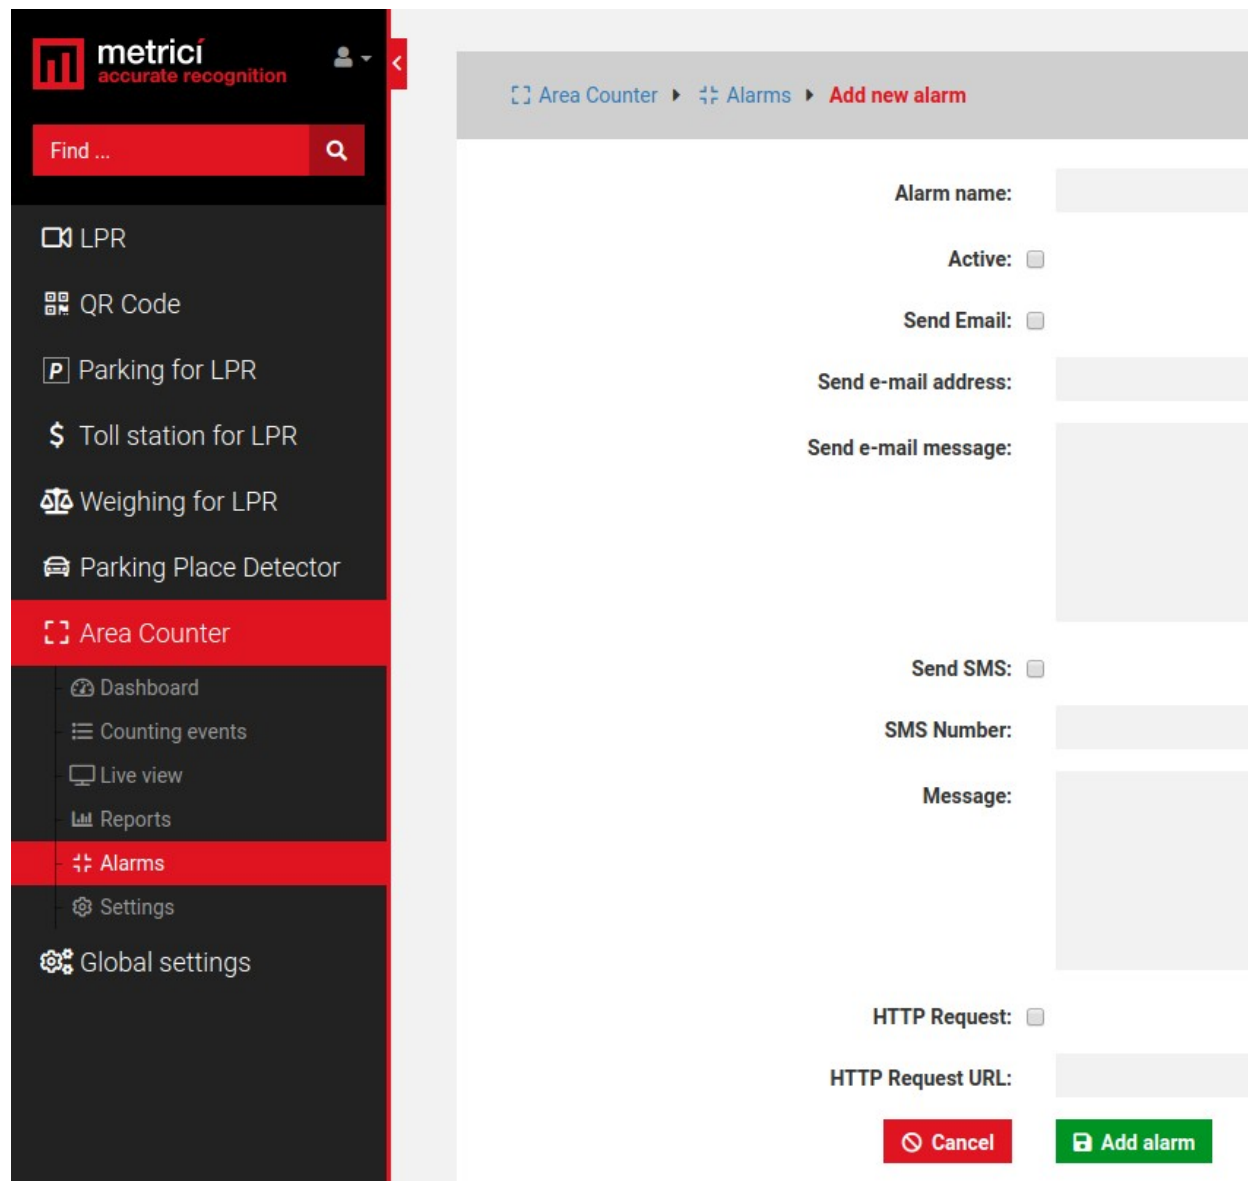 metrici
accurate recognition
Find ...
LPR
QR Code
P Parking for LPR
$ Toll station for LPR
Weighing for LPR
Parking Place Detector
Area Counter
Dashboard
Counting events
Live view
Reports
Alarms
Settings
Global settings
Area Counter Alarms Add new alarm
Alarm name:
Active:
Send Email:
Send e-mail address:
Send e-mail message:
Send SMS:
SMS Number:
Message:
HTTP Request:
HTTP Request URL:
Cancel Add alarm